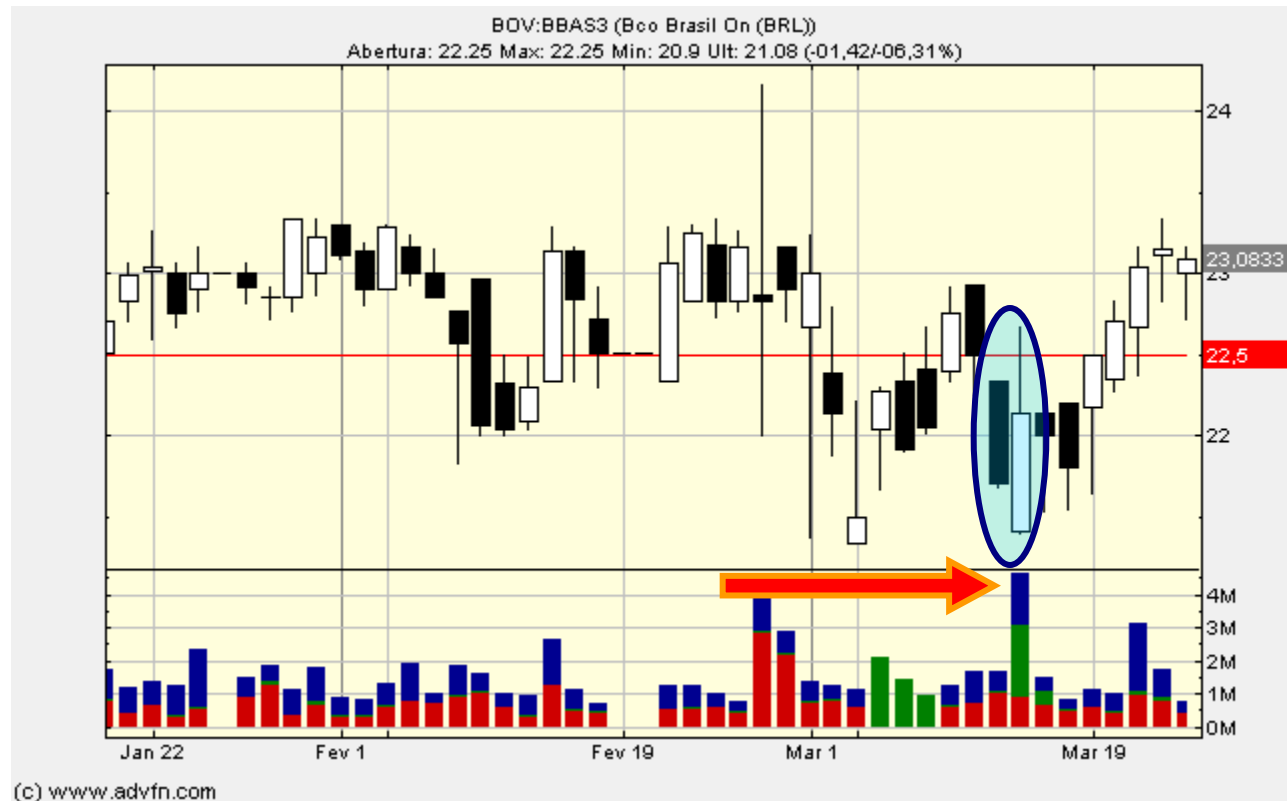 BOV:BBAS3 (Bco Brasil On (BRL))
Abertura: 22.25 Max: 22.25 Min: 20.9 Ult: 21.08 (-01,42/-06,31%)
24
23,0833
23
22,5
22
4M
3M
2M
1M
0M
Jan 22 Fev 1 Fev 19 Mar 1 Mar 19
(c) www.advfn.com